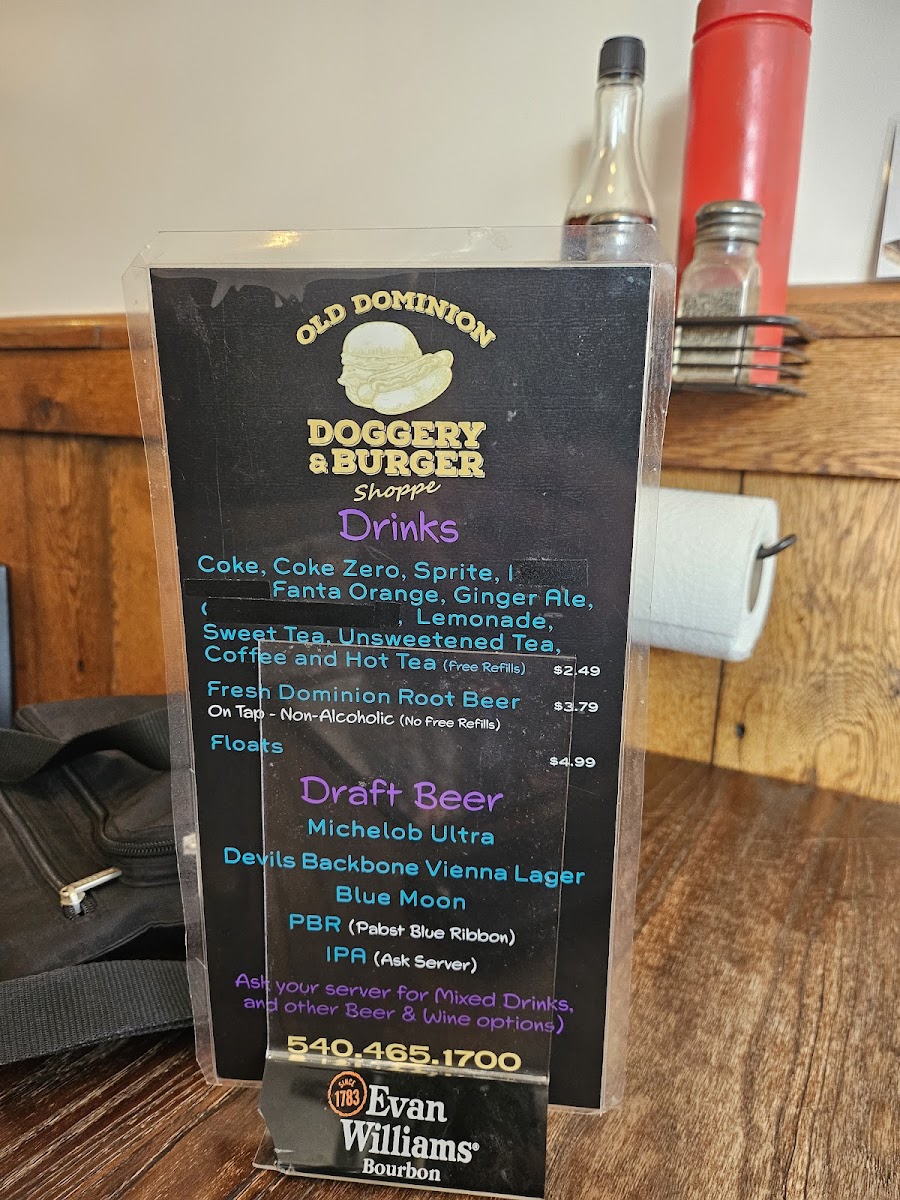 OLD DOMINION
DOGGERY
& BURGER
Shoppe
Drinks
Coke, Coke Zero, Sprite,
Fanta Orange, Ginger Ale,
, Lemonade,
Sweet Tea, Unsweetened Tea,
Coffee and Hot Tea (Free Refills) $2.49
Fresh Dominion Root Beer $3.79
On Tap - Non-Alcoholic (No Free Refills)
Floats $4.99
Draft Beer
Michelob Ultra
Devils Backbone Vienna Lager
Blue Moon
PBR (Pabst Blue Ribbon)
IPA (Ask Server)
Ask your server for Mixed Drinks,
and other Beer & Wine options)
540.465.1700
SINCE
1783
Evan
Williams®
Bourbon